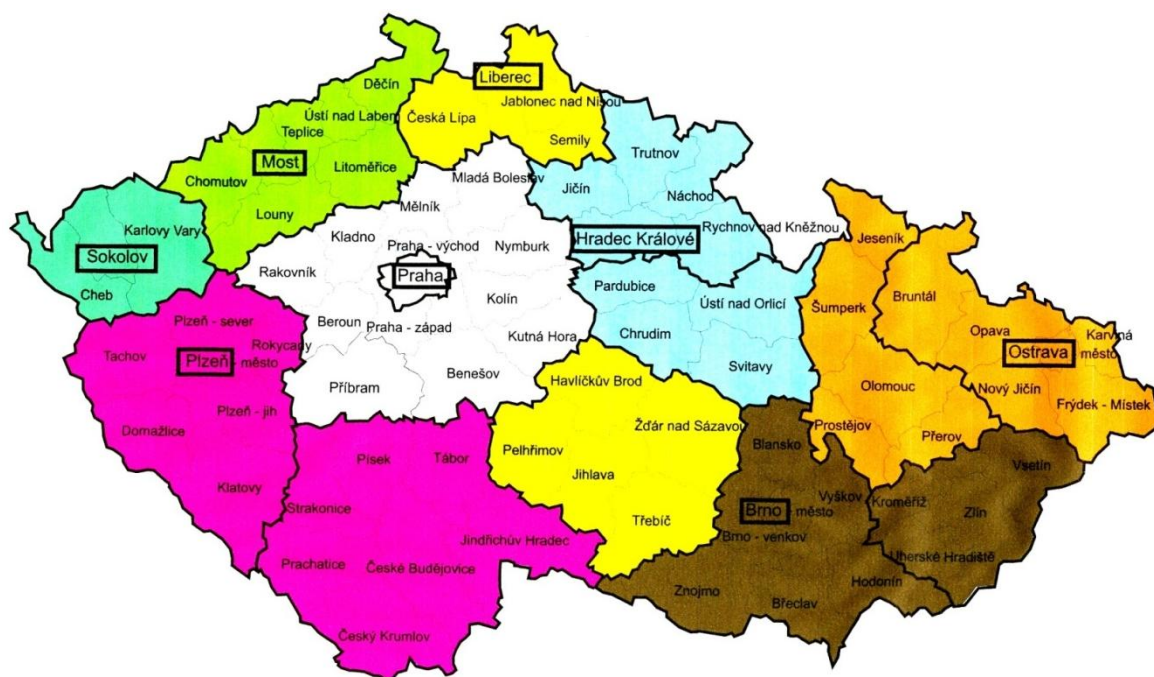 Děčín
Liberec
Jablonec nad Nisou
Ústí nad Labem
Česká Lípa
Teplice
Semily
Trutnov
Most
Litoměřice
Chomutov
Mladá Boleslav
Jičín
Náchod
Louny
Mělník
Karlovy Vary
Kladno
Praha - východ
Nymburk
Hradec Králové
Rychnov nad Kněžnou
Jeseník
Sokolov
Rakovník
Praha
Cheb
Kolín
Pardubice
Ústí nad Orlicí
Šumperk
Bruntál
Plzeň - sever
Beroun
Praha - západ
Kutná Hora
Chrudim
Opava
Karviná
Rokycany
Tachov
Plzeň - město
Ostrava - město
Svitavy
Benešov
Příbram
Havlíčkův Brod
Olomouc
Nový Jičín
Frýdek - Místek
Plzeň - jih
Domažlice
Žďár nad Sázavou
Prostějov
Přerov
Písek
Tábor
Pelhřimov
Blansko
Jihlava
Vsetín
Klatovy
Strakonice
Vyškov
Kroměříž
Třebíč
Brno - město
Zlín
Jindřichův Hradec
Brno - venkov
Uherské Hradiště
Prachatice
České Budějovice
Znojmo
Hodonín
Břeclav
Český Krumlov